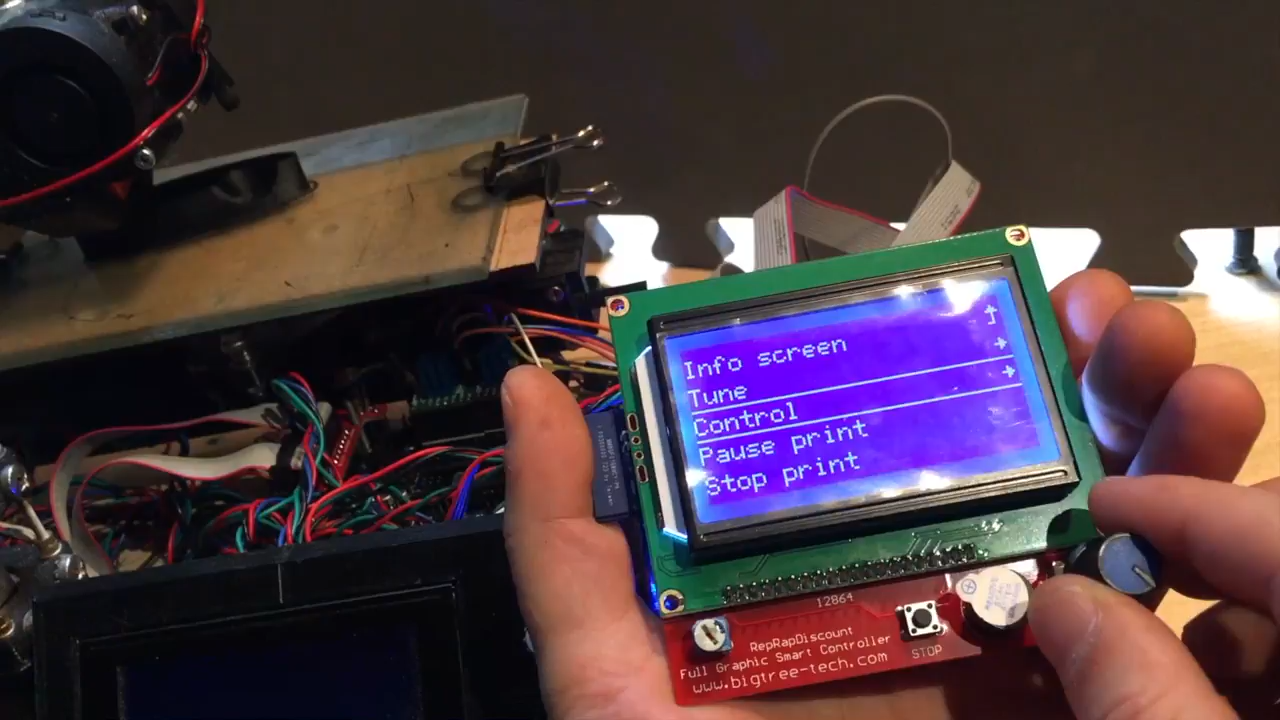 Info screen
Tune
Control
Pause print
Stop print
12864
RepRapDiscount
Full Graphic Smart Controller
www.bigtree-tech.com
STOP